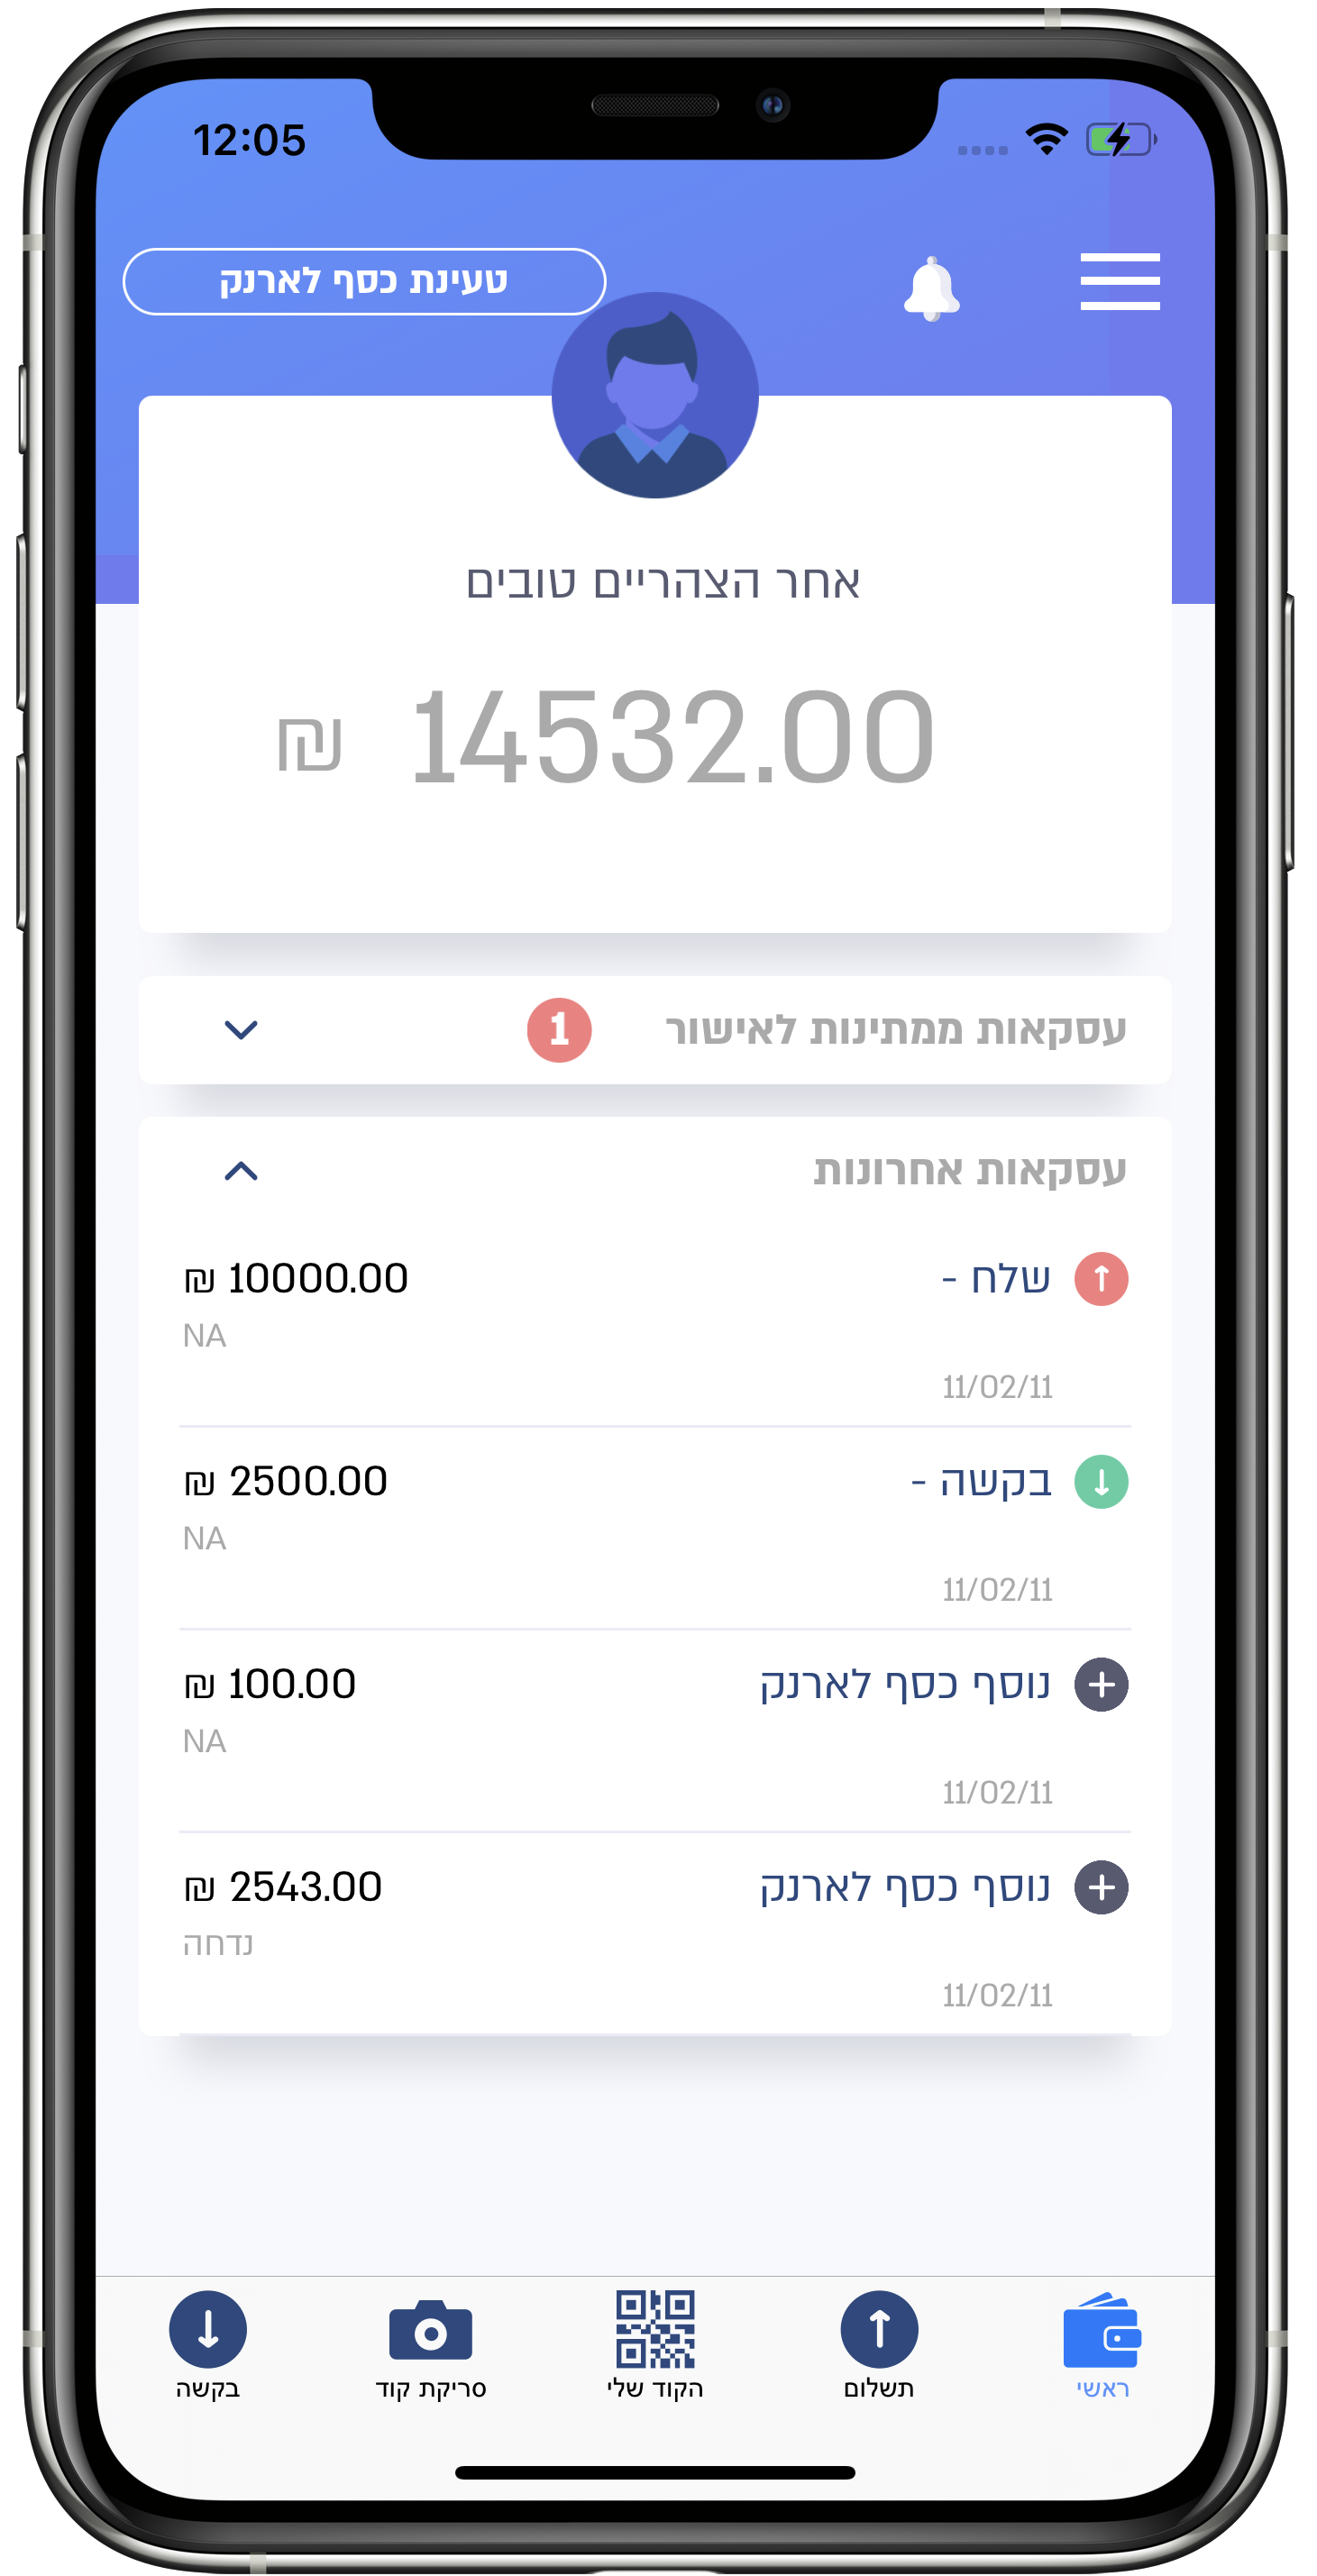 12:05
טעינת כסף לארנק
אחר הצהריים טובים
14532.00 ₪
עסקאות ממתינות לאישור 1
עסקאות אחרונות
שלח -
₪ 10000.00
NA
11/02/11
בקשה -
₪ 2500.00
NA
11/02/11
נוסף כסף לארנק
₪ 100.00
NA
11/02/11
נוסף כסף לארנק
₪ 2543.00
נדחה
11/02/11
ראשי
תשלום
הקוד שלי
סריקת קוד
בקשה